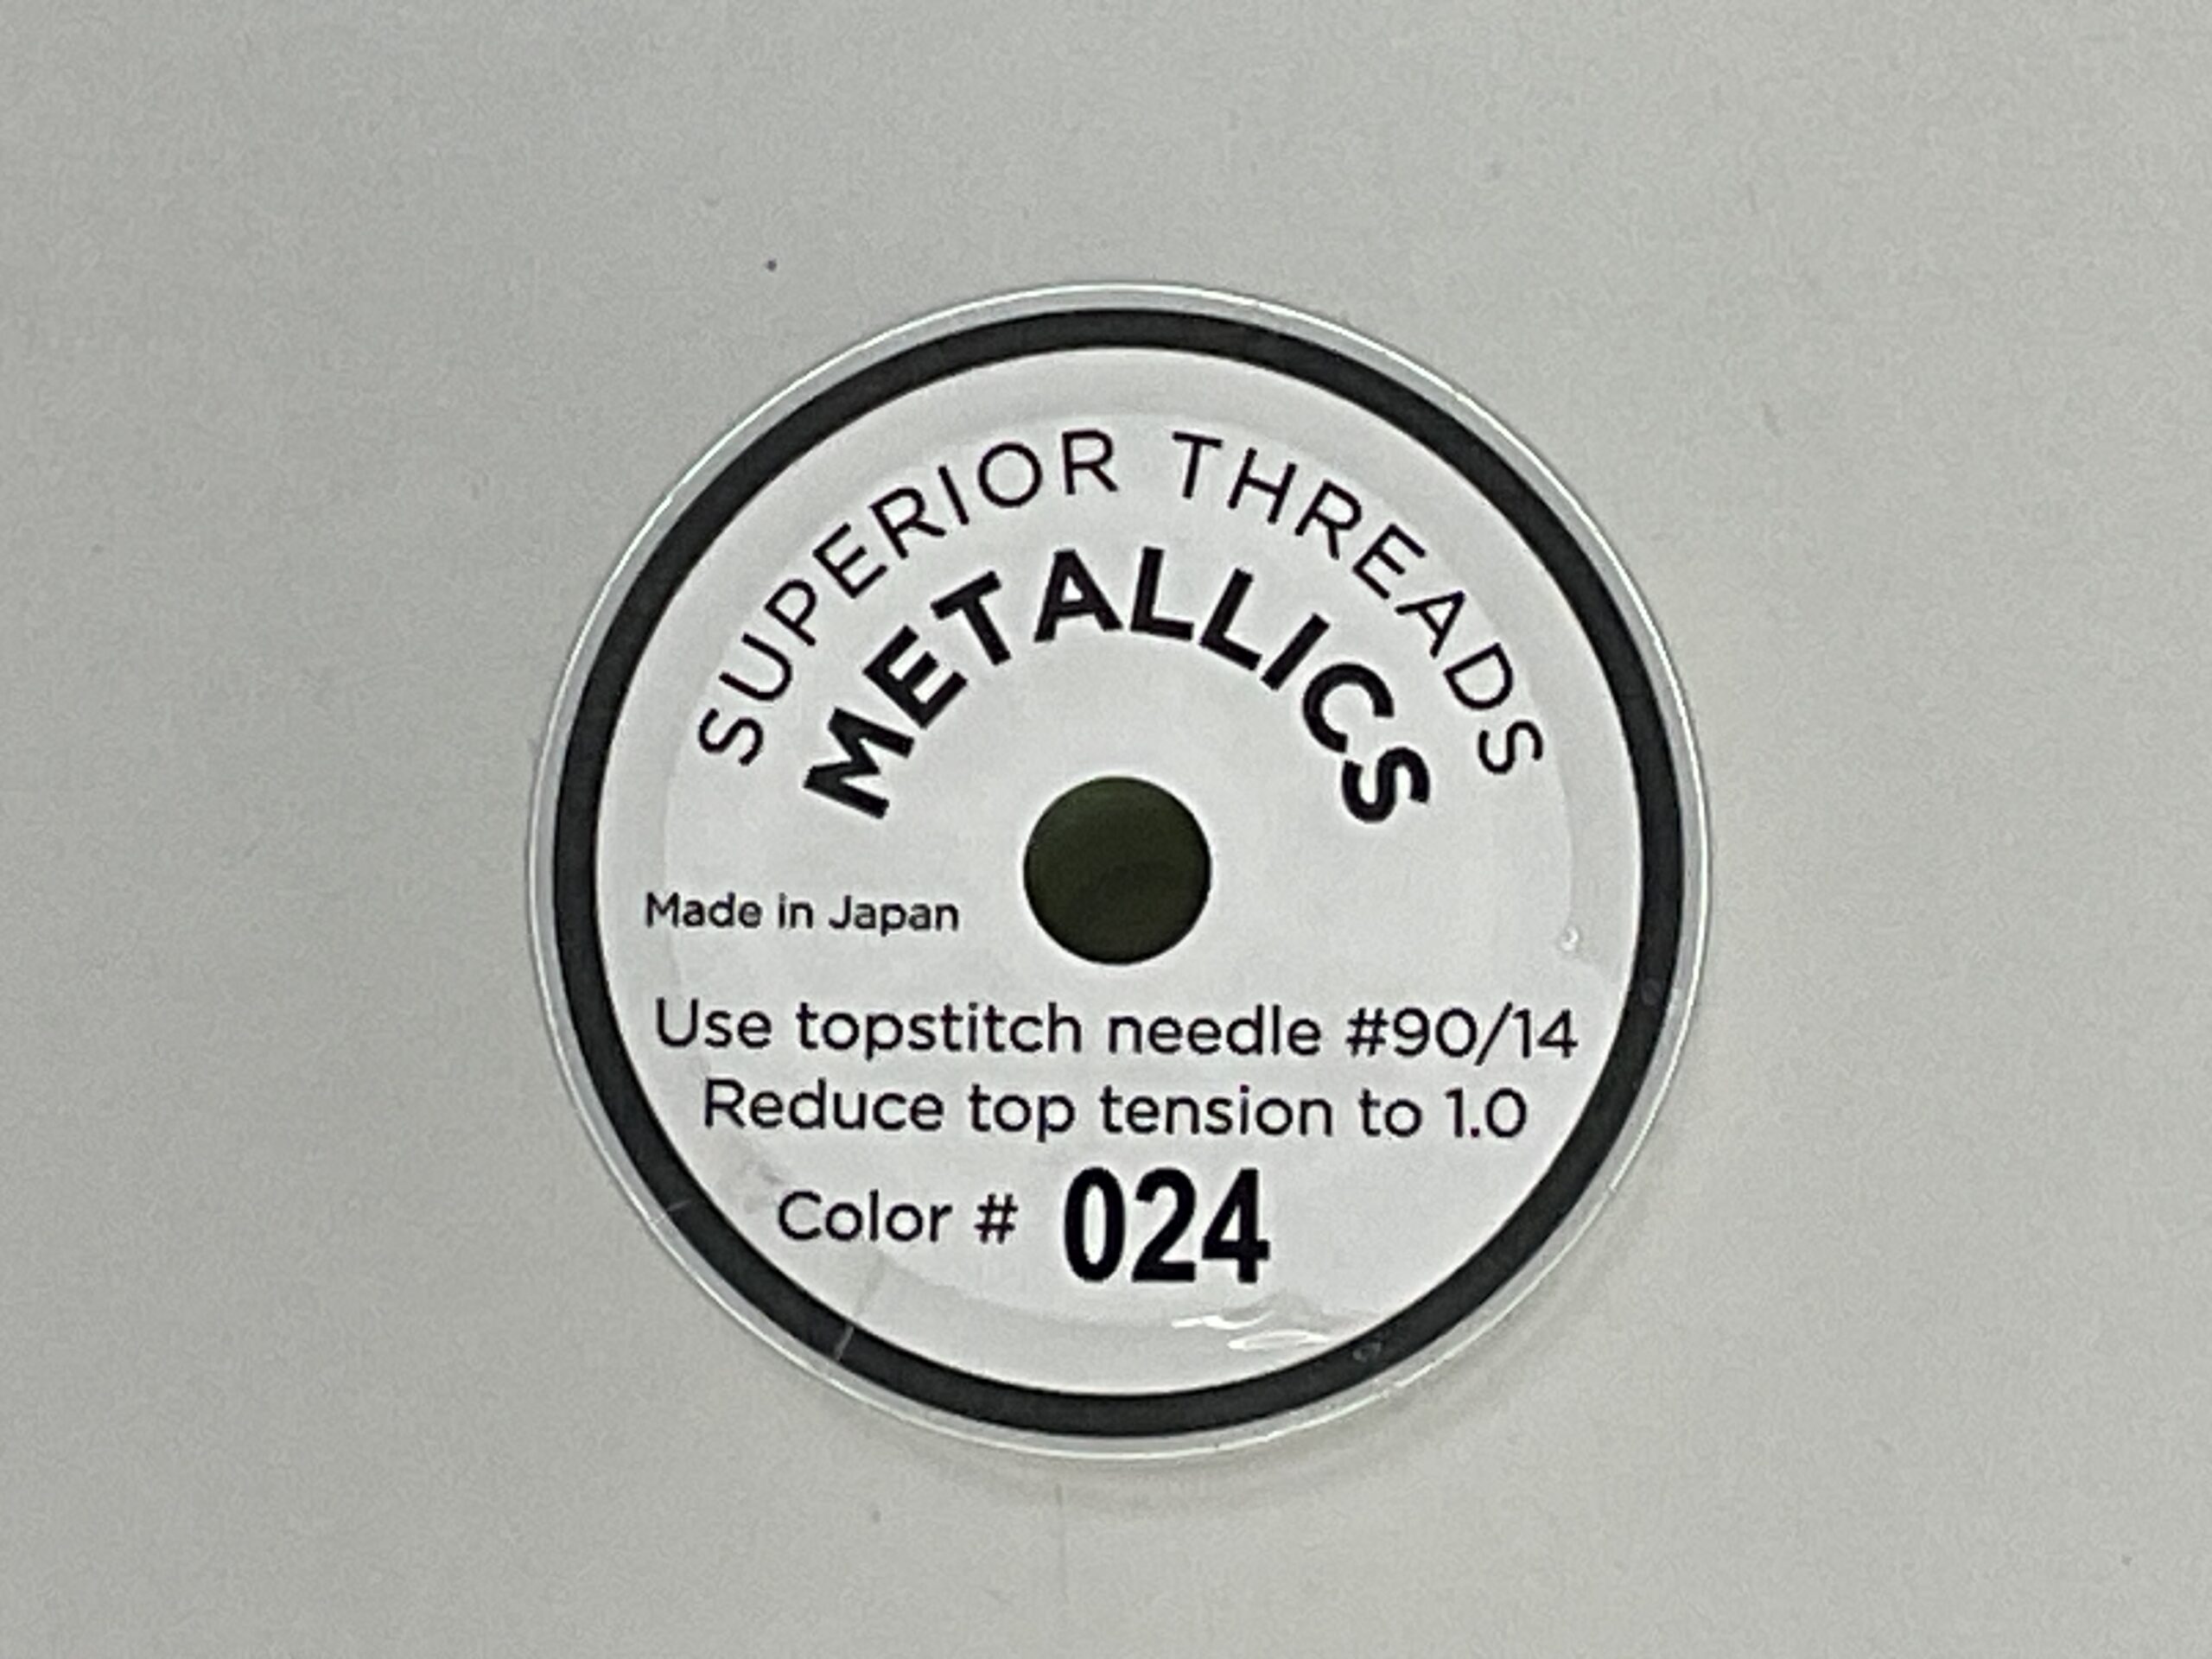 SUPERIOR THREADS
METALLICS
Made in Japan
Use topstitch needle #90/14
Reduce top tension to 1.0
Color # 024